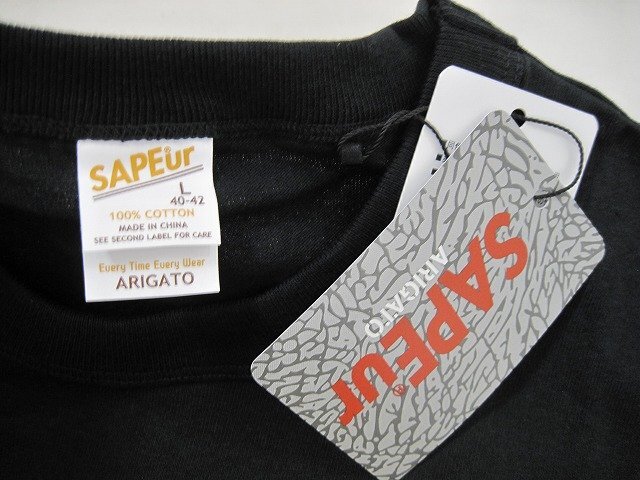 SAPEur®
L
40-42
100% COTTON
MADE IN CHINA
SEE SECOND LABEL FOR CARE
Every Time Every Wear
ARIGATO
SAPEur®
ARIGATO